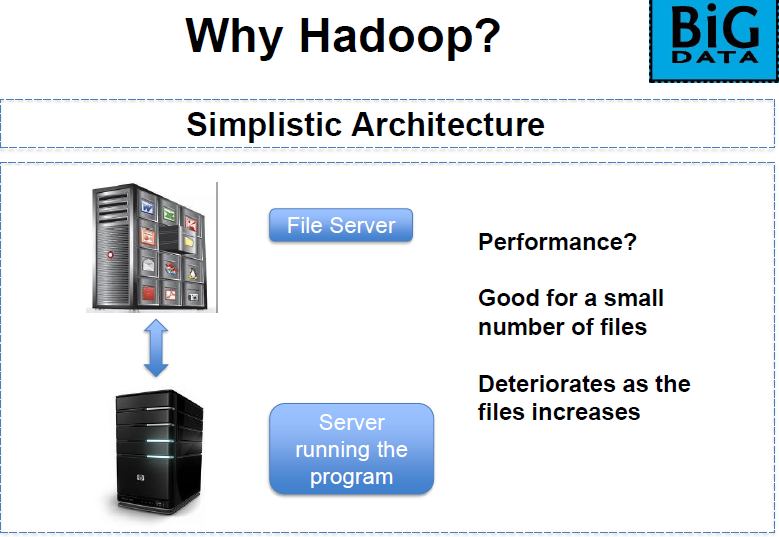 Why Hadoop?
BiG
DATA
Simplistic Architecture
File Server
Performance?
Good for a small
number of files
Deteriorates as the
files increases
Server
running the
program
hp